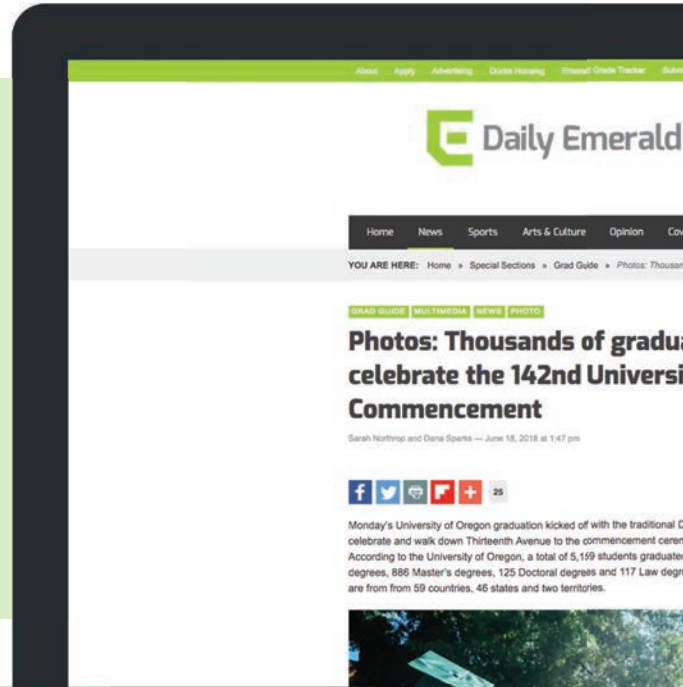 About Apply Advertising Ducks Housing Emerald Grade Tracker
Daily Emerald
Home News Sports Arts & Culture Opinion Cov
YOU ARE HERE: Home » Special Sections » Grad Guide » Photos: Thousan
GRAD GUIDE MULTIMEDIA NEWS PHOTO
Photos: Thousands of gradua
celebrate the 142nd Universi
Commencement
Sarah Northrop and Dana Sparks — June 18, 2018 at 1:47 pm
25
Monday's University of Oregon graduation kicked of with the traditional D
celebrate and walk down Thirteenth Avenue to the commencement ceren
According to the University of Oregon, a total of 5,159 students graduate
degrees, 886 Master's degrees, 125 Doctoral degrees and 117 Law degr
are from from 59 countries, 46 states and two territories.